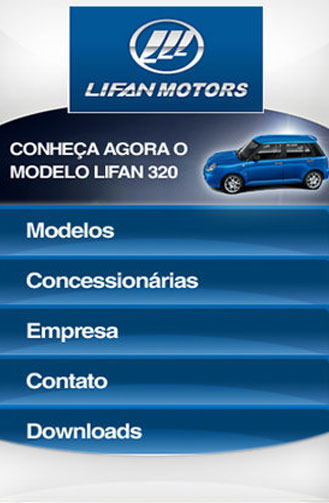 LIFAN MOTORS
CONHEÇA AGORA O
MODELO LIFAN 320
Modelos
Concessionárias
Empresa
Contato
Downloads